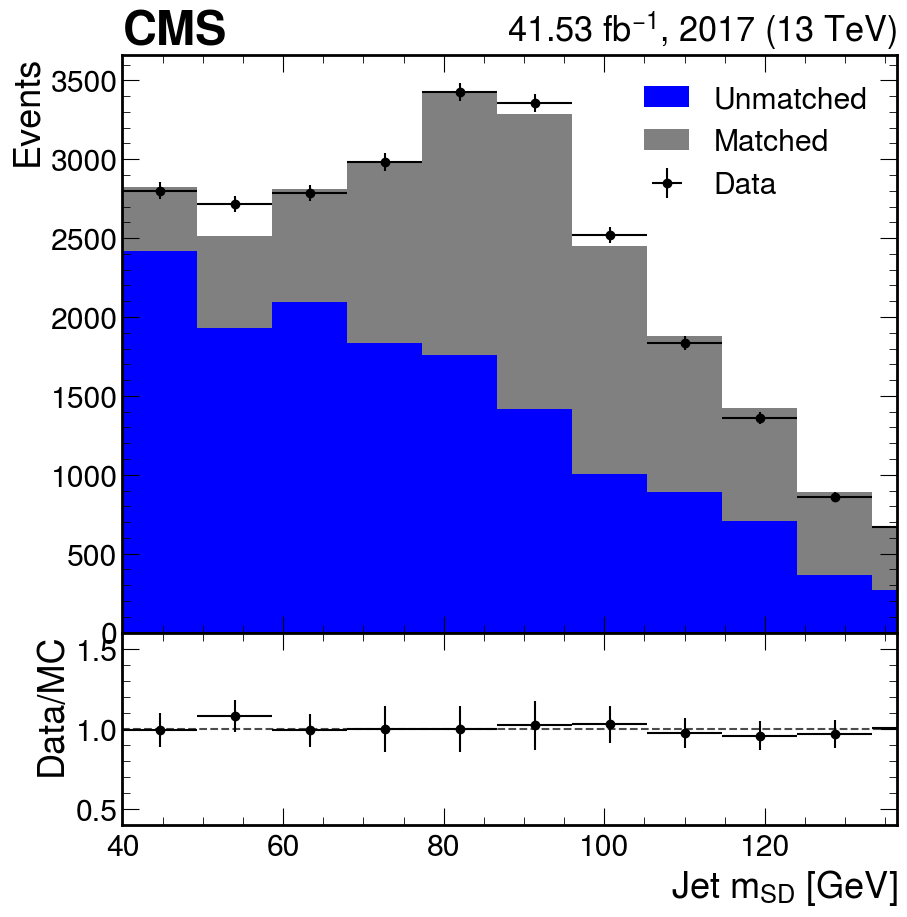 CMS
41.53 fb⁻¹, 2017 (13 TeV)
Events
3500
3000
2500
2000
1500
1000
500
0
Unmatched
Matched
Data
Data/MC
1.5
1.0
0.5
40 60 80 100 120
Jet m_SD [GeV]